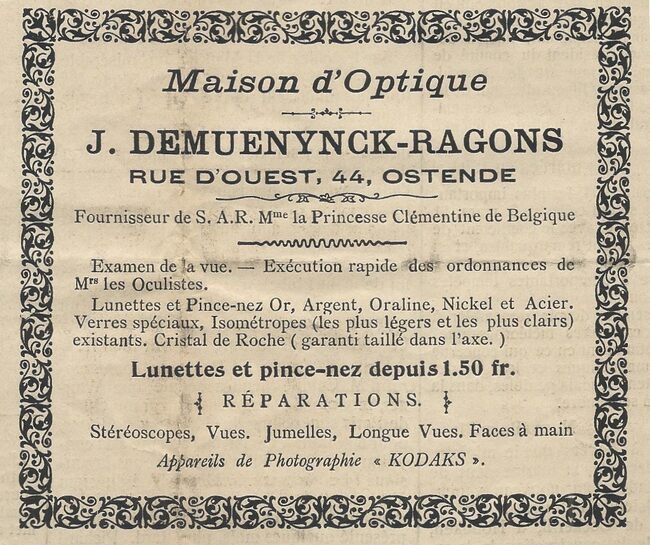 Maison d'Optique
J. DEMUENYNCK-RAGONS
RUE D'OUEST, 44, OSTENDE
Fournisseur de S. A.R. Mme la Princesse Clémentine de Belgique
Examen de la vue. — Exécution rapide des ordonnances de
Mrs les Oculistes.
Lunettes et Pince-nez Or, Argent, Oraline, Nickel et Acier.
Verres spéciaux, Isométropes (les plus légers et les plus clairs)
existants. Cristal de Roche ( garanti taillé dans l'axe. )
Lunettes et pince-nez depuis 1.50 fr.
RÉPARATIONS.
Stéréoscopes, Vues. Jumelles, Longue Vues. Faces à main
Appareils de Photographie « KODAKS ».